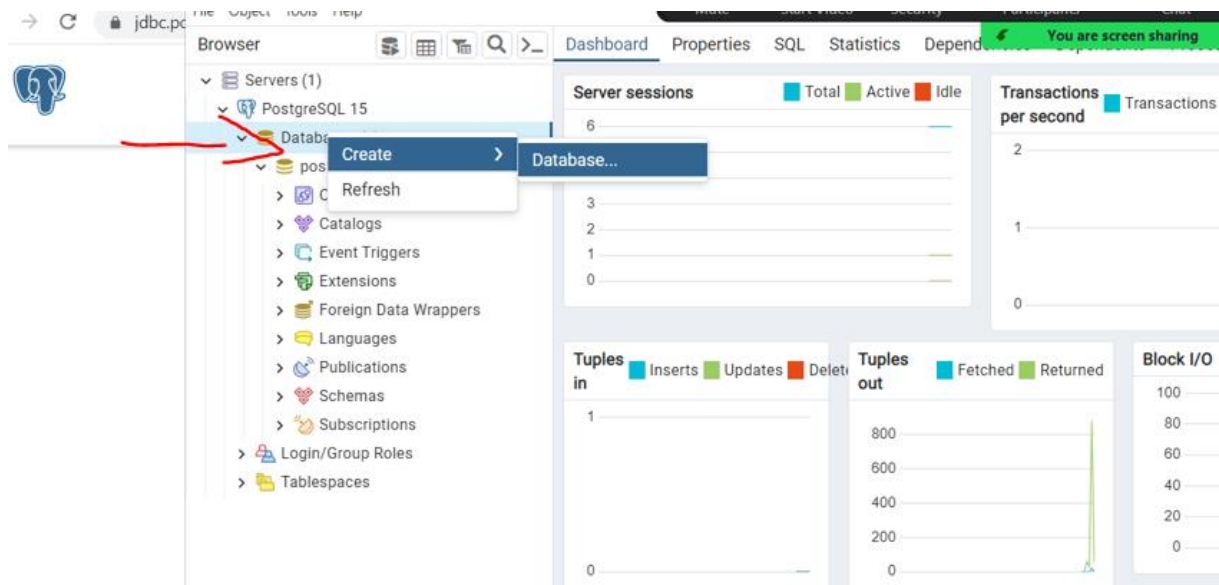 jdbc.pc
File Object Tools Help
You are screen sharing
Browser
Dashboard Properties SQL Statistics
Servers (1)
PostgreSQL 15
Create
Database...
Refresh
Catalogs
Event Triggers
Extensions
Foreign Data Wrappers
Languages
Publications
Schemas
Subscriptions
Login/Group Roles
Tablespaces
Server sessions
Total Active Idle
6
3
2
1
0
Transactions per second
Transactions
2
1
0
Tuples in
Inserts Updates
1
0
Tuples out
Fetched Returned
800
600
400
200
0
Block I/O
100
80
60
40
20
0